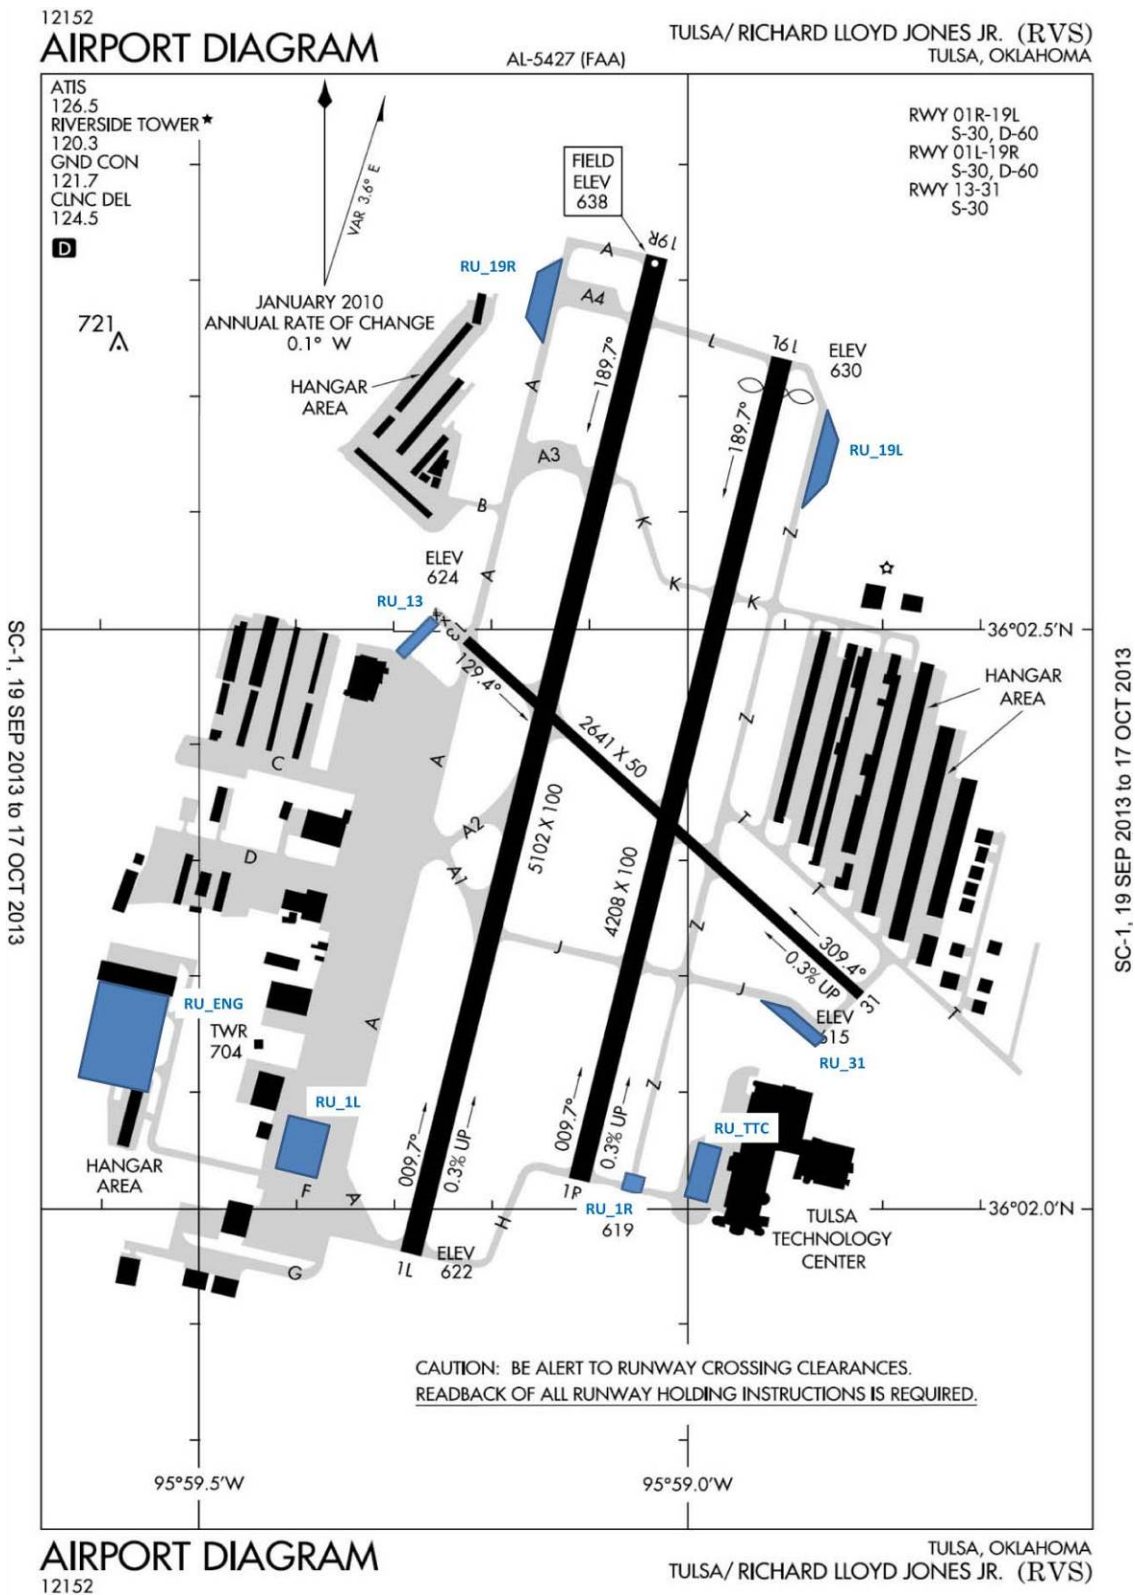 12152
AIRPORT DIAGRAM
AL-5427 (FAA)
TULSA/ RICHARD LLOYD JONES JR. (RVS)
TULSA, OKLAHOMA
ATIS
126.5
RIVERSIDE TOWER★
120.3
GND CON
121.7
CLNC DEL
124.5
D
VAR 3.6° E
JANUARY 2010
ANNUAL RATE OF CHANGE
0.1° W
RWY 01R-19L
S-30, D-60
RWY 01L-19R
S-30, D-60
RWY 13-31
S-30
FIELD
ELEV
638
19R
A
RU_19R
A4
721
L
19L
ELEV
630
189.7°
HANGAR
AREA
A
189.7°
RU_19L
A3
B
K
Z
ELEV
624
A
K
K
RU_13
13
129.4°
36°02.5'N
HANGAR
AREA
2641 X 50
Z
A
C
5102 X 100
A2
T
D
A1
4208 X 100
T
Z
J
309.4°
0.3% UP
J
31
RU_ENG
TWR
704
A
ELEV
615
T
RU_31
RU_1L
009.7°
0.3% UP
009.7°
0.3% UP
Z
RU_TTC
HANGAR
AREA
F
A
1R
RU_1R
619
H
36°02.0'N
TULSA
TECHNOLOGY
CENTER
G
1L
ELEV
622
CAUTION: BE ALERT TO RUNWAY CROSSING CLEARANCES.
READBACK OF ALL RUNWAY HOLDING INSTRUCTIONS IS REQUIRED.
95°59.5'W
95°59.0'W
SC-1, 19 SEP 2013 to 17 OCT 2013
SC-1, 19 SEP 2013 to 17 OCT 2013
AIRPORT DIAGRAM
12152
TULSA, OKLAHOMA
TULSA/ RICHARD LLOYD JONES JR. (RVS)